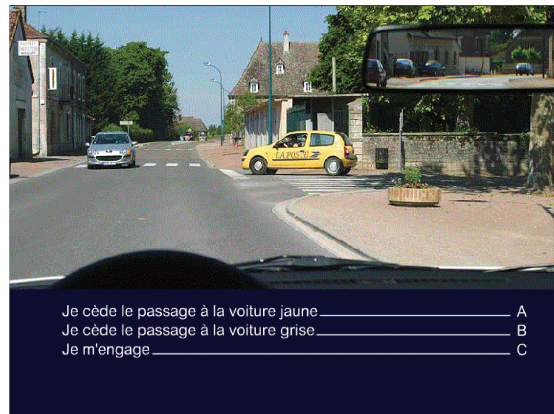 LA POSTE
Je cède le passage à la voiture jaune A
Je cède le passage à la voiture grise B
Je m'engage C